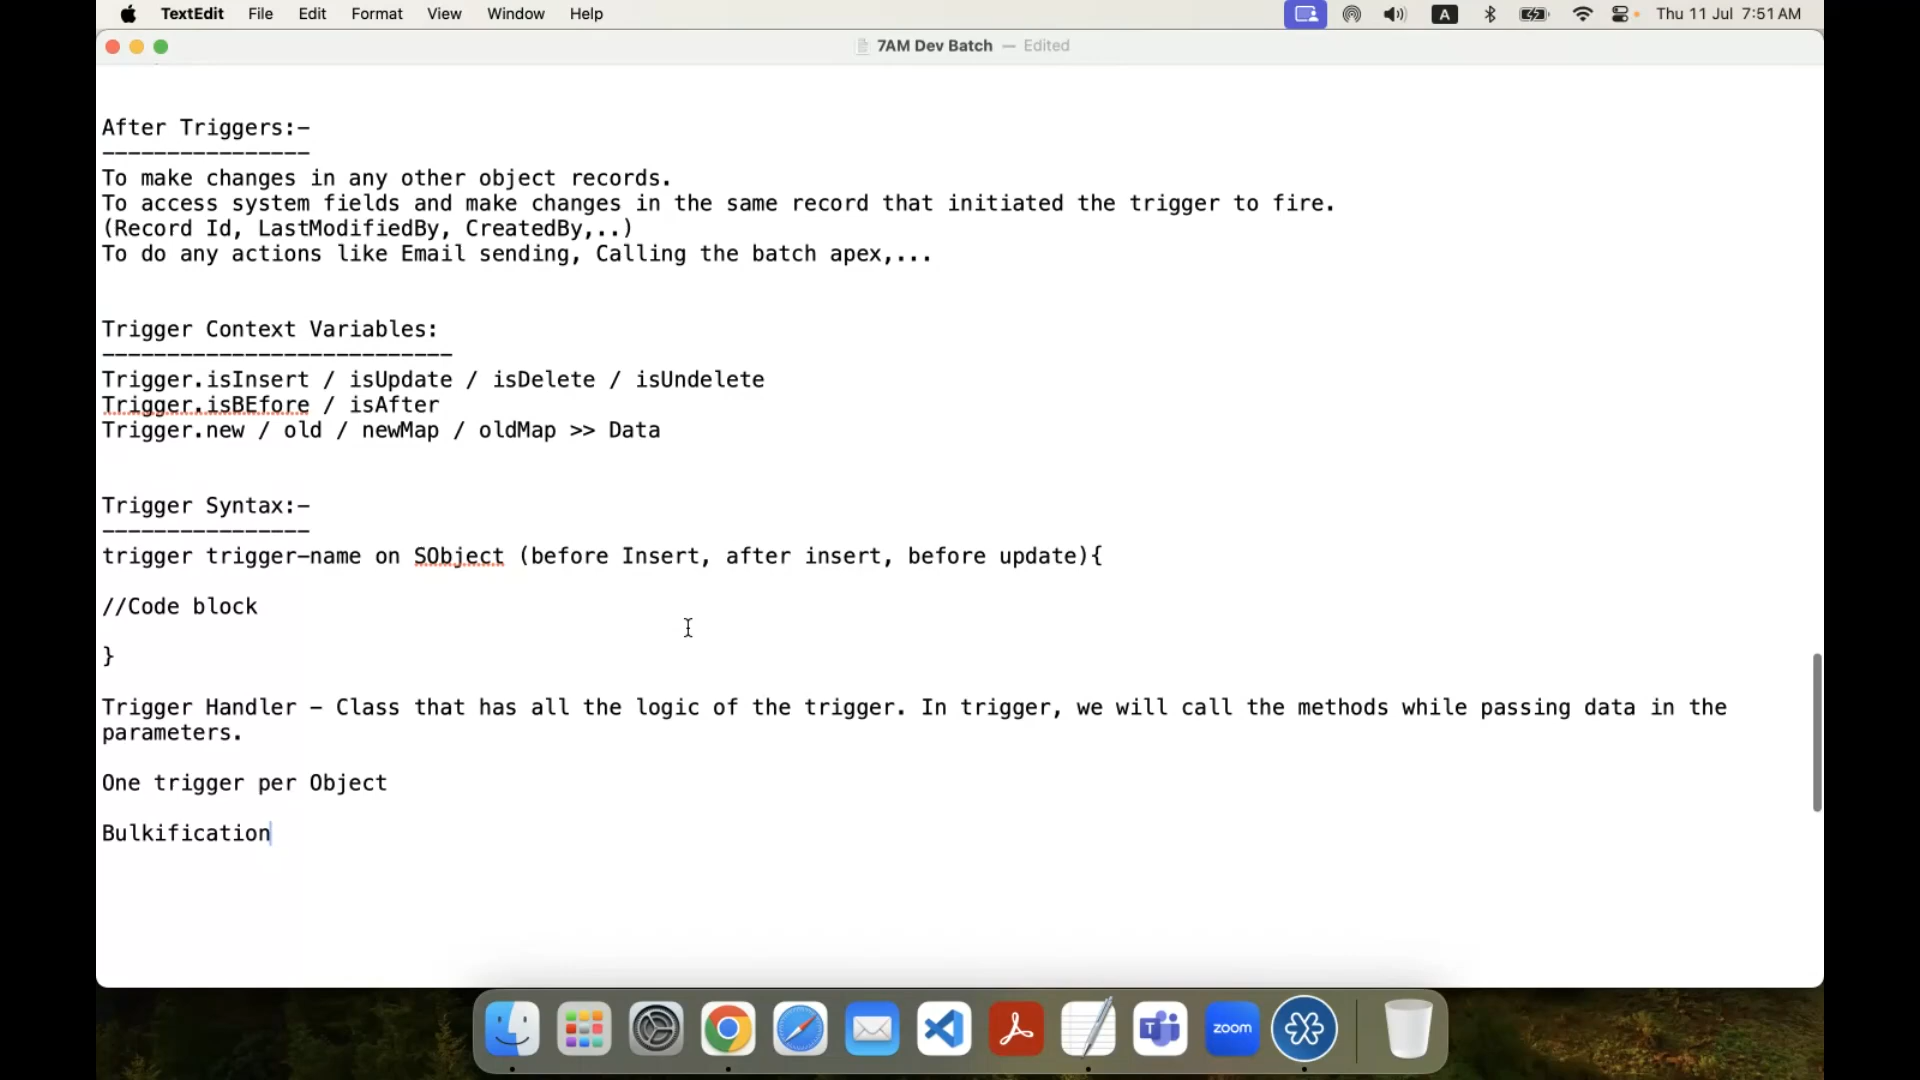 TextEdit File Edit Format View Window Help A Thu 11 Jul 7:51 AM
7AM Dev Batch — Edited
After Triggers:-
----------------
To make changes in any other object records.
To access system fields and make changes in the same record that initiated the trigger to fire.
(Record Id, LastModifiedBy, CreatedBy,..)
To do any actions like Email sending, Calling the batch apex,...
Trigger Context Variables:
---------------------------
Trigger.isInsert / isUpdate / isDelete / isUndelete
Trigger.isBEfore / isAfter
Trigger.new / old / newMap / oldMap >> Data
Trigger Syntax:-
----------------
trigger trigger-name on SObject (before Insert, after insert, before update){
//Code block
}
Trigger Handler - Class that has all the logic of the trigger. In trigger, we will call the methods while passing data in the
parameters.
One trigger per Object
Bulkification
T zoom